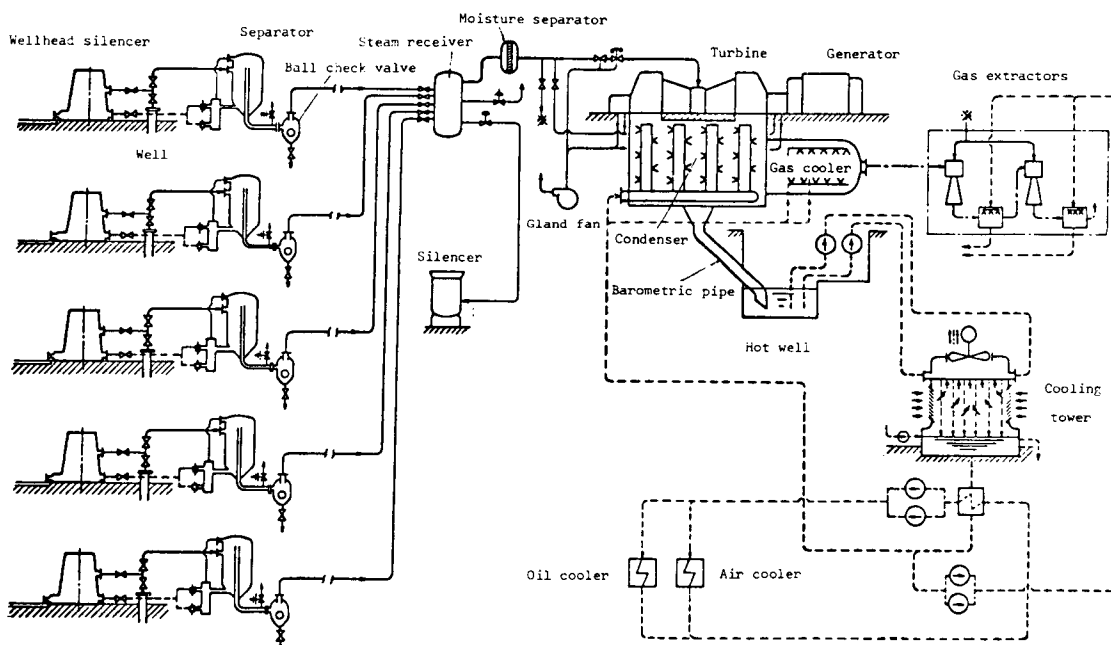 Moisture separator
Wellhead silencer
Separator
Steam receiver
Turbine
Generator
Ball check valve
Gas extractors
Well
Gas cooler
Gland fan
Condenser
Silencer
Barometric pipe
Hot well
Cooling
tower
Oil cooler
Air cooler